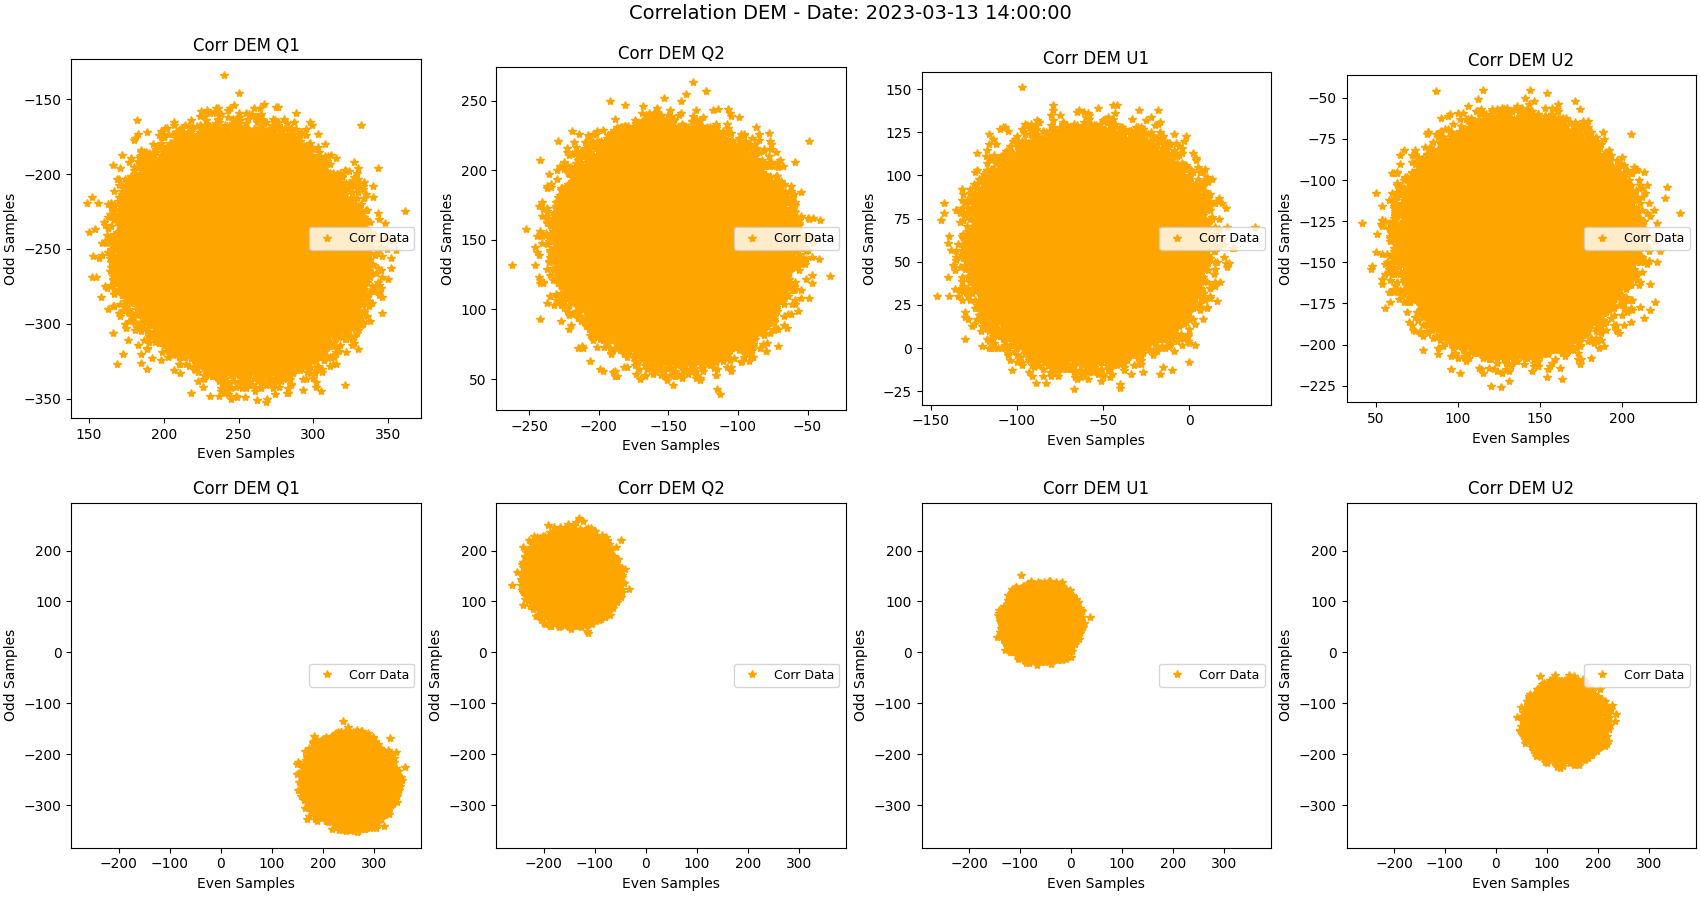 Correlation DEM - Date: 2023-03-13 14:00:00
Corr DEM Q1
Corr DEM Q2
Corr DEM U1
Corr DEM U2
Odd Samples
−150
−200
−250
−300
−350
Corr Data
150 200 250 300 350
Even Samples
Odd Samples
250
200
150
100
50
Corr Data
−250 −200 −150 −100 −50
Even Samples
Odd Samples
150
125
100
75
50
25
0
−25
Corr Data
−150 −100 −50 0
Even Samples
Odd Samples
−50
−75
−100
−125
−150
−175
−200
−225
Corr Data
50 100 150 200
Even Samples
Corr DEM Q1
Corr DEM Q2
Corr DEM U1
Corr DEM U2
Odd Samples
200
100
0
−100
−200
−300
Corr Data
−200 −100 0 100 200 300
Even Samples
Odd Samples
200
100
0
−100
−200
−300
Corr Data
−200 −100 0 100 200 300
Even Samples
Odd Samples
200
100
0
−100
−200
−300
Corr Data
−200 −100 0 100 200 300
Even Samples
Odd Samples
200
100
0
−100
−200
−300
Corr Data
−200 −100 0 100 200 300
Even Samples